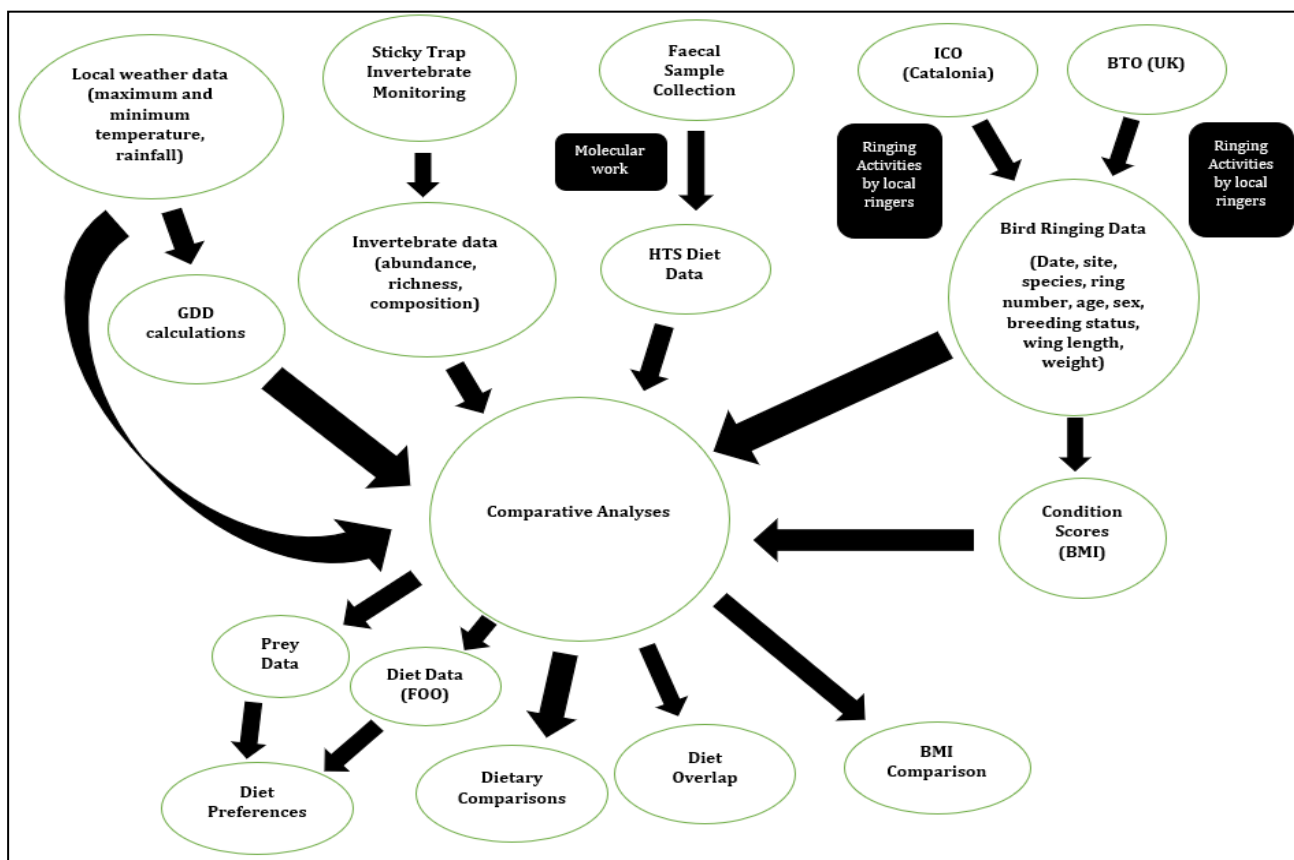 Local weather data
(maximum and
minimum
temperature,
rainfall)
Sticky Trap
Invertebrate
Monitoring
Faecal
Sample
Collection
ICO
(Catalonia)
BTO (UK)
Molecular
work
Ringing
Activities
by local
ringers
Ringing
Activities
by local
ringers
GDD
calculations
Invertebrate data
(abundance,
richness,
composition)
HTS Diet
Data
Bird Ringing Data
(Date, site,
species, ring
number, age, sex,
breeding status,
wing length,
weight)
Comparative Analyses
Condition
Scores
(BMI)
Prey
Data
Diet Data
(FOO)
Diet
Preferences
Dietary
Comparisons
Diet
Overlap
BMI
Comparison